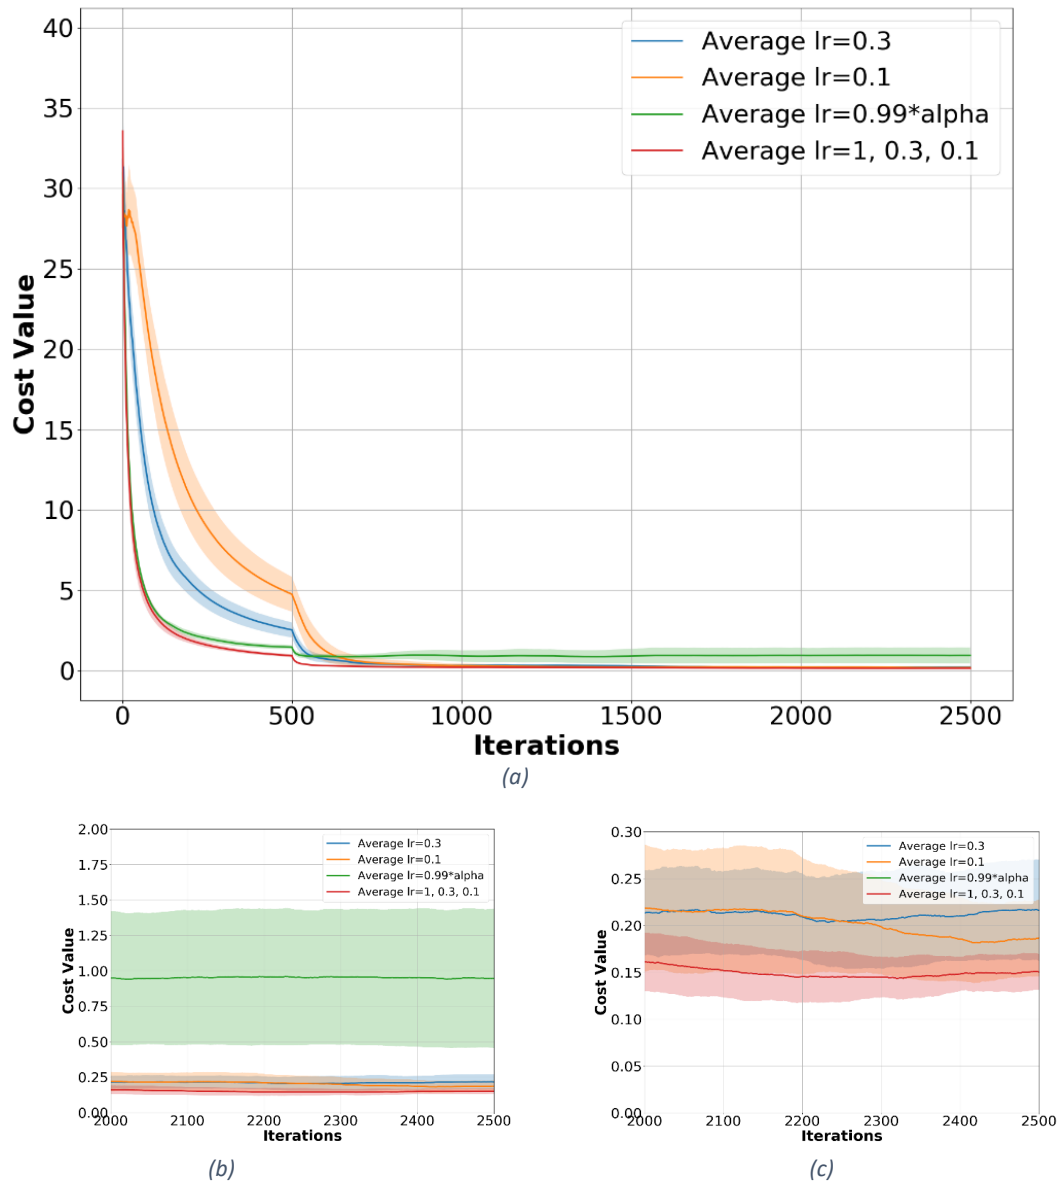 40
35
30
25
20
15
10
5
0
Cost Value
Average lr=0.3
Average lr=0.1
Average lr=0.99*alpha
Average lr=1, 0.3, 0.1
0 500 1000 1500 2000 2500
Iterations
(a)
2.00
1.75
1.50
1.25
1.00
0.75
0.50
0.25
0.00
Cost Value
Average lr=0.3
Average lr=0.1
Average lr=0.99*alpha
Average lr=1, 0.3, 0.1
2000 2100 2200 2300 2400 2500
Iterations
(b)
0.30
0.25
0.20
0.15
0.10
0.05
0.00
Cost Value
Average lr=0.3
Average lr=0.1
Average lr=0.99*alpha
Average lr=1, 0.3, 0.1
2000 2100 2200 2300 2400 2500
Iterations
(c)